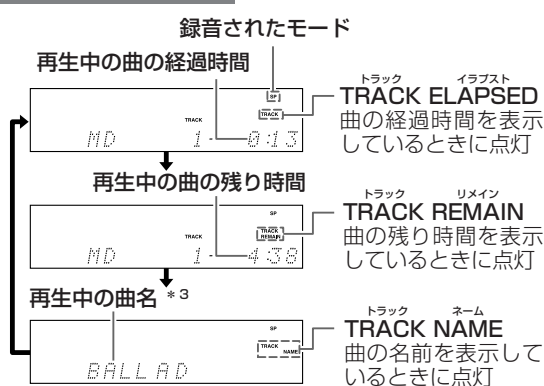 録音されたモード
再生中の曲の経過時間
SP
TRACK
TRACK
MD 1 - 0:13
トラック イラプスト
TRACK ELAPSED
曲の経過時間を表示
しているときに点灯
再生中の曲の残り時間
SP
TRACK
TRACK
REMAIN
MD 1 - 4:38
トラック リメイン
TRACK REMAIN
曲の残り時間を表示
しているときに点灯
再生中の曲名 *3
SP
TRACK
NAME
BALLAD
トラック ネーム
TRACK NAME
曲の名前を表示して
いるときに点灯